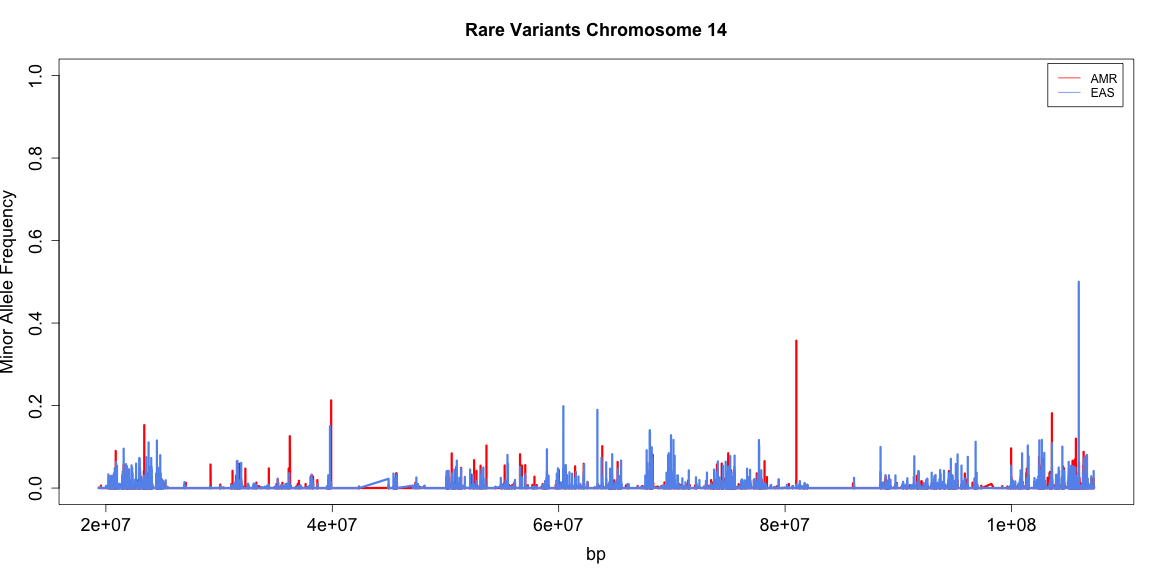 Rare Variants Chromosome 14
Minor Allele Frequency
1.0
0.8
0.6
0.4
0.2
0.0
AMR
EAS
2e+07 4e+07 6e+07 8e+07 1e+08
bp